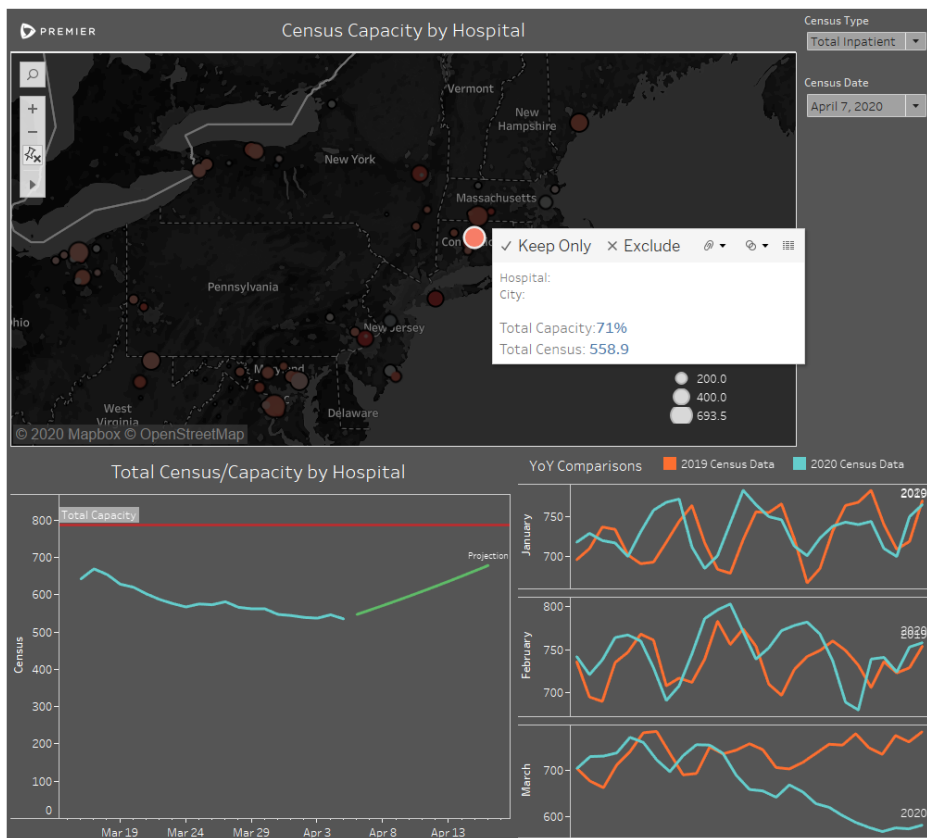 PREMIER
Census Capacity by Hospital
Census Type
Total Inpatient
Census Date
April 7, 2020
Vermont
New
Hampshire
New York
Massachusetts
Con
Pennsylvania
hio
New Jersey
Maryland
West
Virginia
Delaware
Keep Only
Exclude
Hospital:
City:
Total Capacity:71%
Total Census: 558.9
200.0
400.0
693.5
© 2020 Mapbox © OpenStreetMap
Total Census/Capacity by Hospital
Total Capacity
Projection
Census
800
700
600
500
400
300
200
100
0
Mar 19
Mar 24
Mar 29
Apr 3
Apr 8
Apr 13
YoY Comparisons
2019 Census Data
2020 Census Data
January
750
700
2019
February
800
750
700
2020
2019
March
700
600
2020